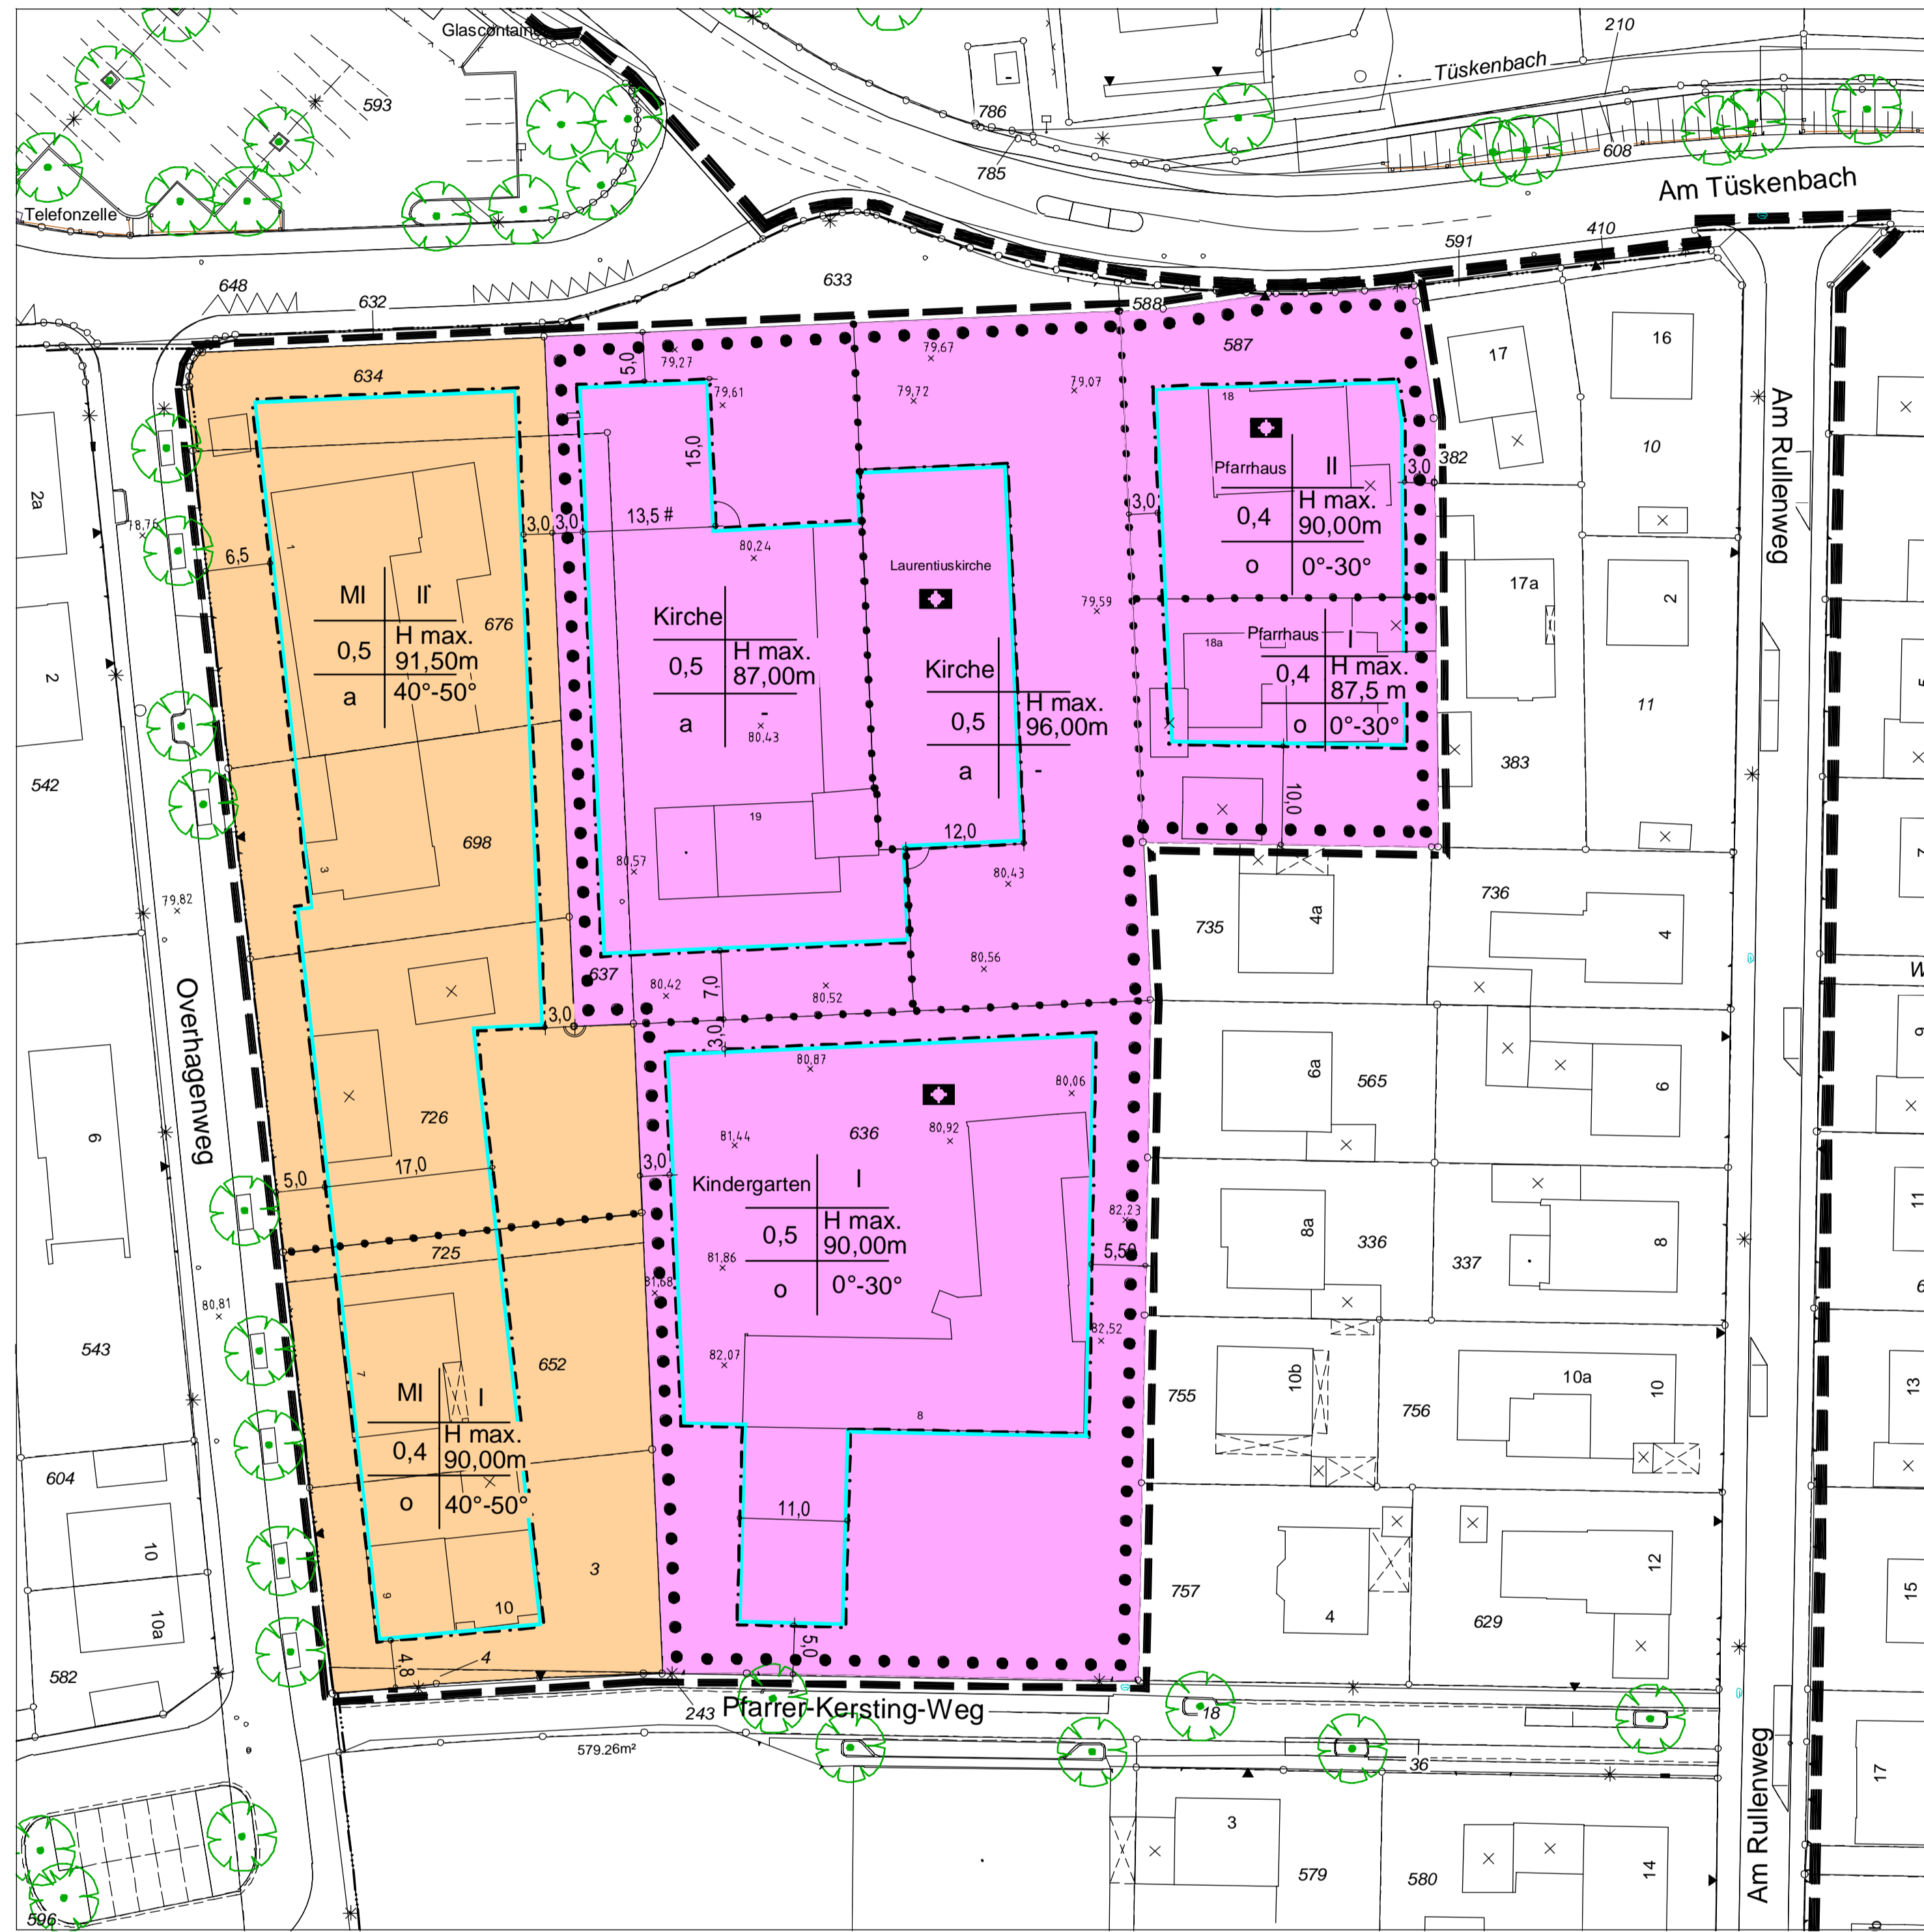 Glascontainer
593
Telefonzelle
786
785
Tüskenbach
210
608
Am Tüskenbach
591
410
648
632
633
588
634
587
5,0
79,27
79,61
79,67
79,72
79,07
18
Pfarrhaus
II
0,4
H max.
90,00m
o
0°-30°
3,0
3,0
382
17
16
10
Am Rullenweg
2a
78,76
6,5
1
3,0
3,0
15,0
13,5 #
80,24
Laurentiuskirche
79,59
MI
II
0,5
H max.
91,50m
a
40°-50°
676
Kirche
0,5
H max.
87,00m
a
-
80,43
Kirche
0,5
H max.
96,00m
a
-
18a
Pfarrhaus
I
0,4
H max.
87,5 m
o
0°-30°
10,0
17a
2
11
383
2
542
698
3
19
12,0
80,57
80,43
79,82
637
80,42
7,0
80,52
80,56
735
4a
736
4
Overhagenweg
3,0
3,0
80,87
80,06
6a
565
6
9
6
726
17,0
5,0
3,0
81,44
636
80,92
Kindergarten
I
0,5
H max.
90,00m
o
0°-30°
82,23
5,50
8a
336
337
8
11
725
81,86
81,68
80,81
82,07
82,52
543
7
652
MI
I
0,4
H max.
90,00m
o
40°-50°
8
755
10b
756
10a
10
13
604
10
10a
582
11,0
3
9
10
757
4
629
12
15
4,8
4
5,0
243
Pfarrer-Kersting-Weg
18
579.26m²
36
Am Rullenweg
17
3
579
580
14
596